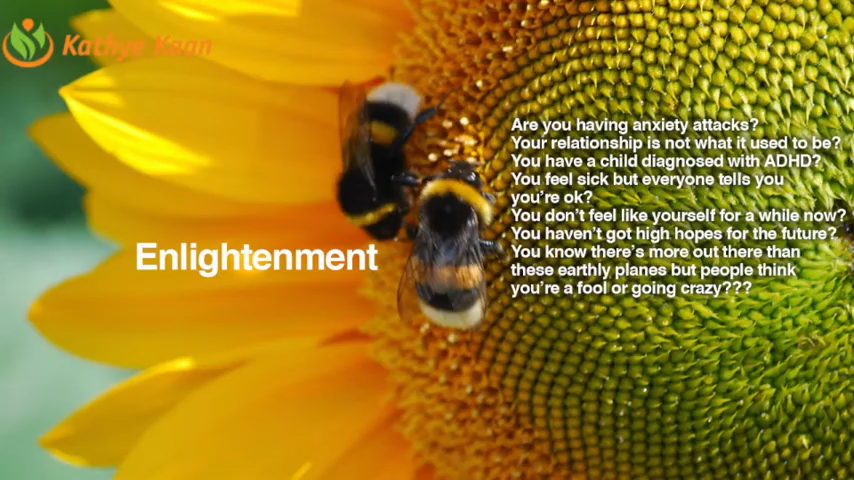 Kathye Kaan
Enlightenment
Are you having anxiety attacks?
Your relationship is not what it used to be?
You have a child diagnosed with ADHD?
You feel sick but everyone tells you
you're ok?
You don't feel like yourself for a while now?
You haven't got high hopes for the future?
You know there's more out there than
these earthly planes but people think
you're a fool or going crazy???